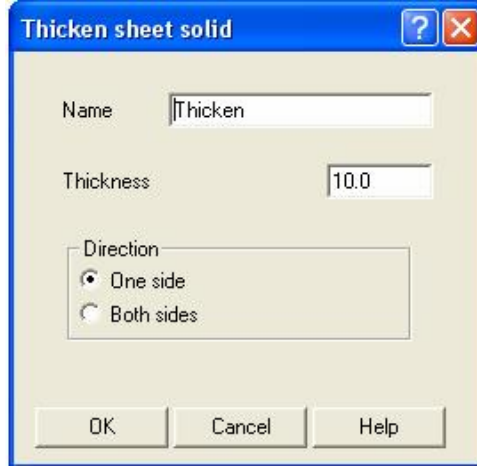 Thicken sheet solid
Name Thicken
Thickness 10.0
Direction
One side
Both sides
OK Cancel Help